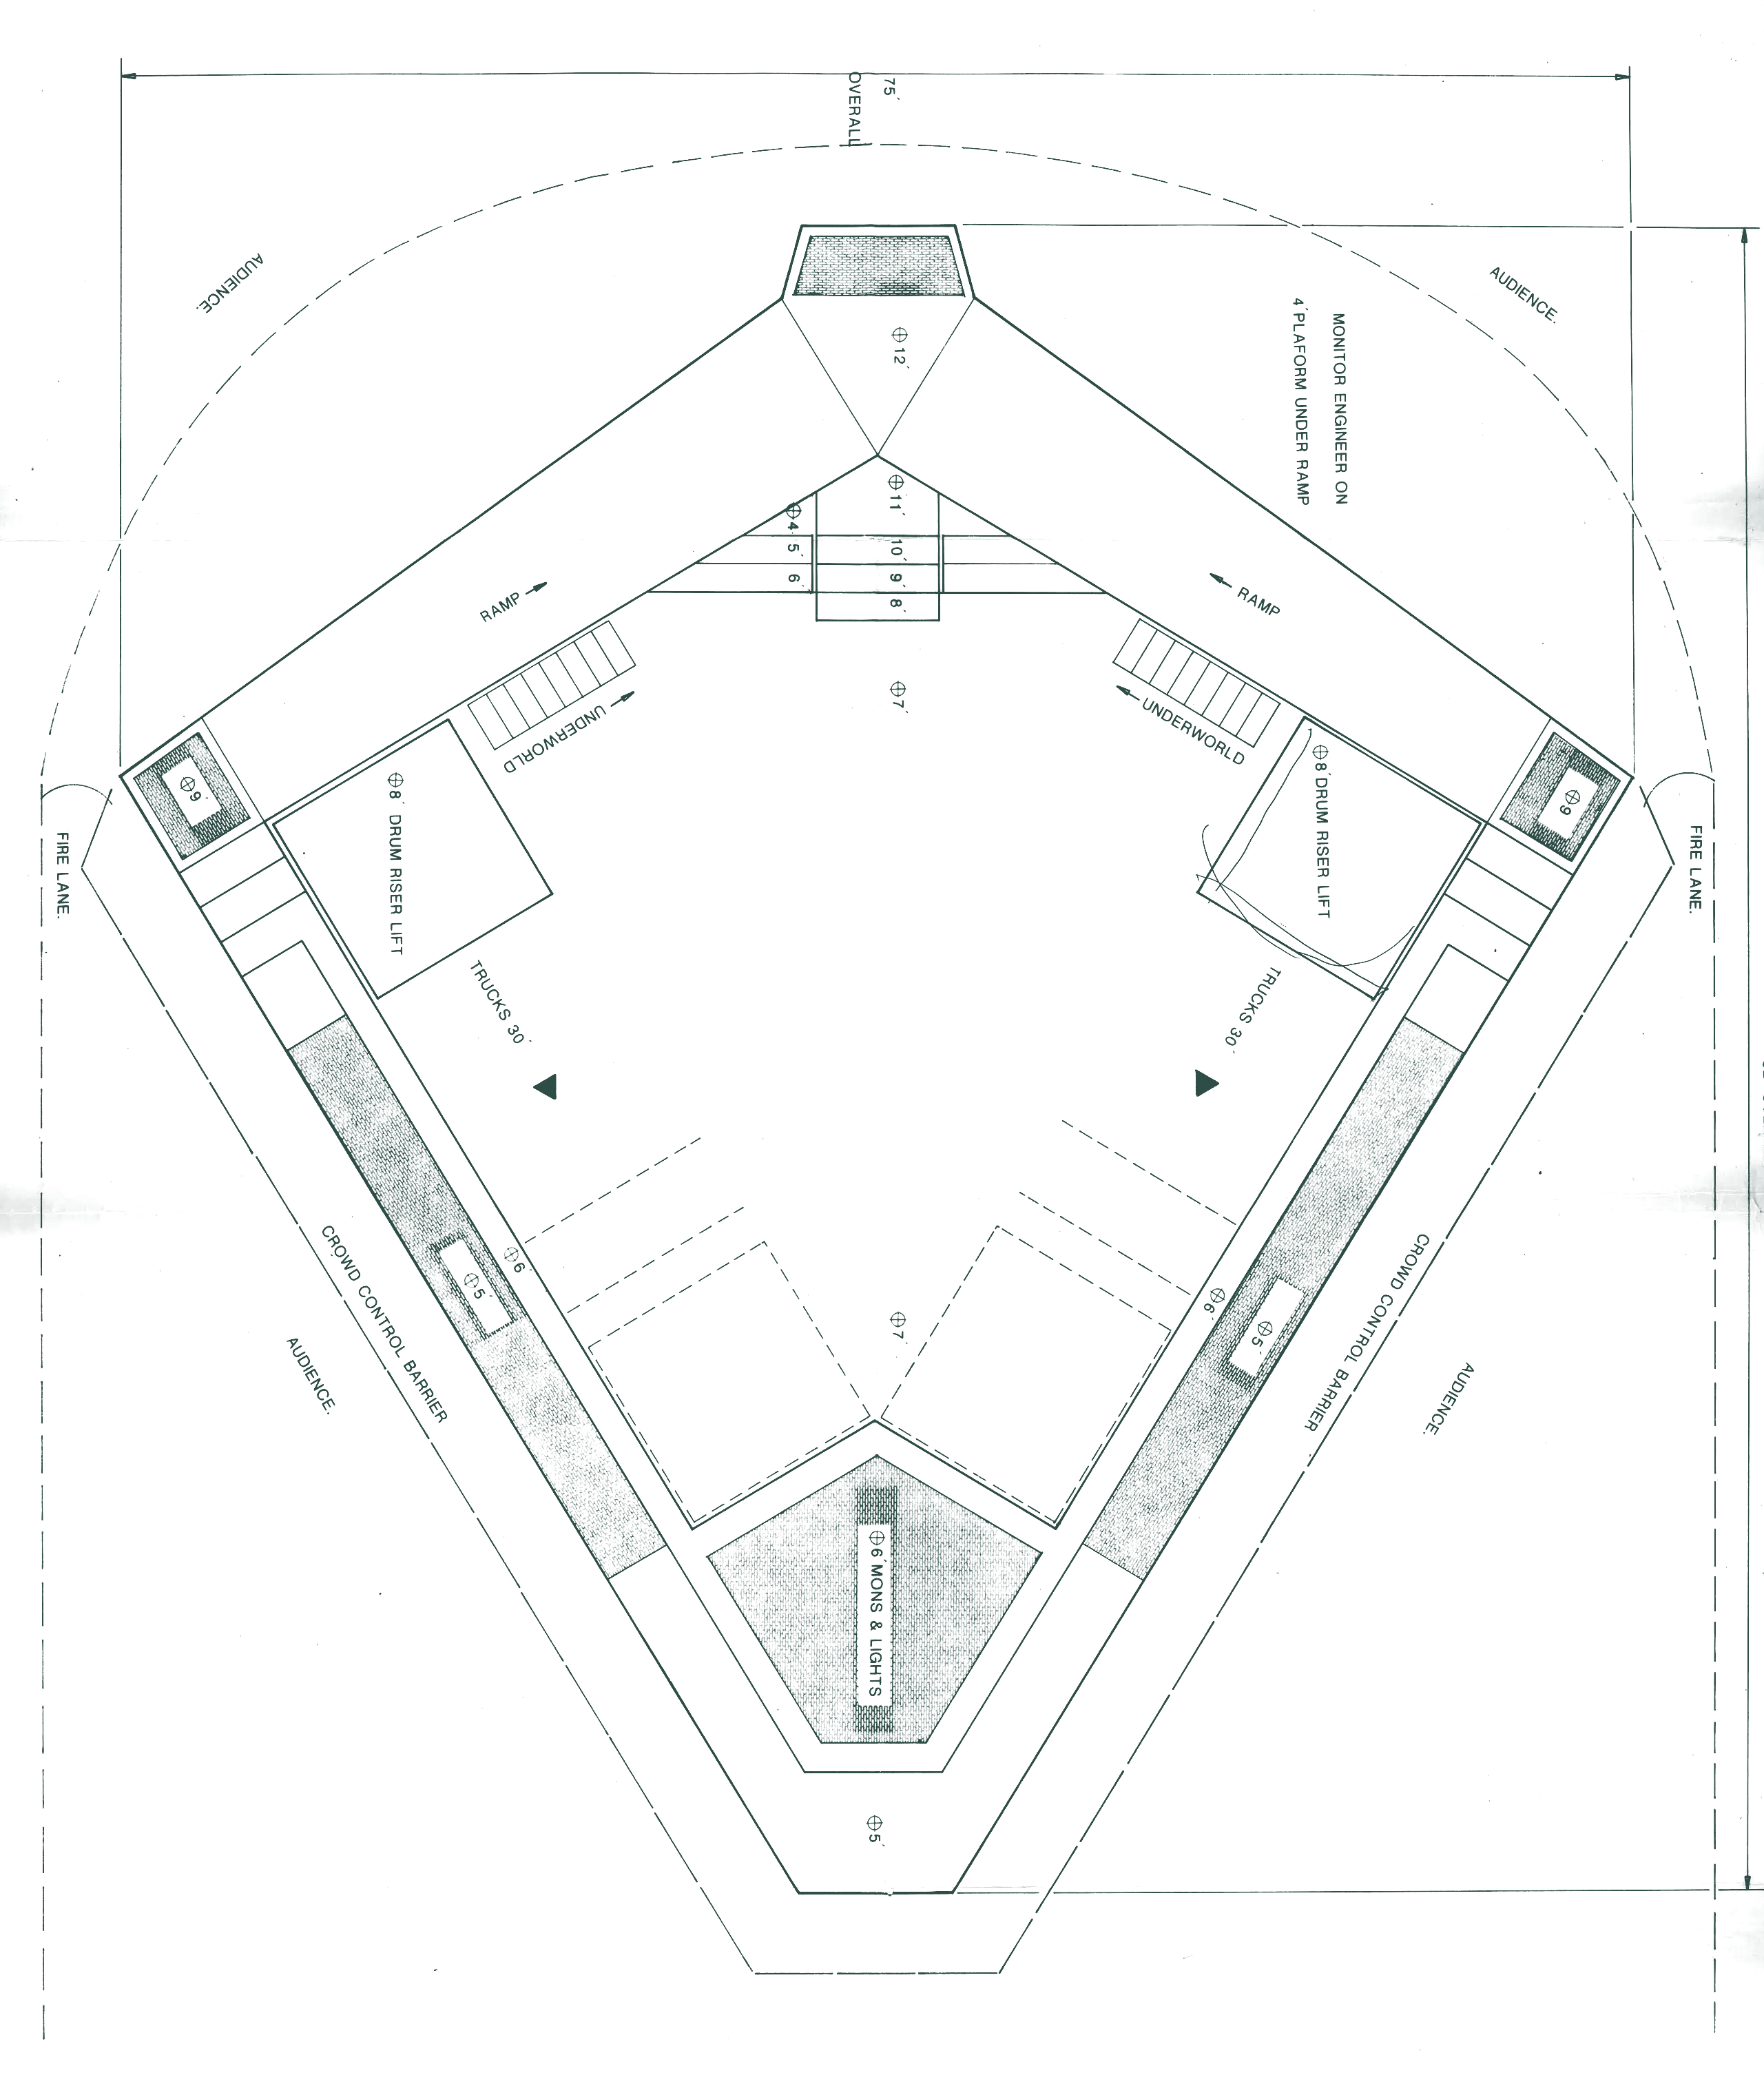 75´
OVERALL
AUDIENCE.
AUDIENCE.
MONITOR ENGINEER ON
4´PLAFORM UNDER RAMP
12´
11´
10´
9´
8´
4
5´
6´
RAMP
RAMP
UNDERWORLD
UNDERWORLD
7´
9´
8´ DRUM RISER LIFT
8´DRUM RISER LIFT
9
FIRE LANE.
FIRE LANE.
TRUCKS 30´
TRUCKS 30´
6
5´
6
5´
7´
CROWD CONTROL BARRIER
CROWD CONTROL BARRIER
AUDIENCE.
AUDIENCE.
6´MONS & LIGHTS
5´